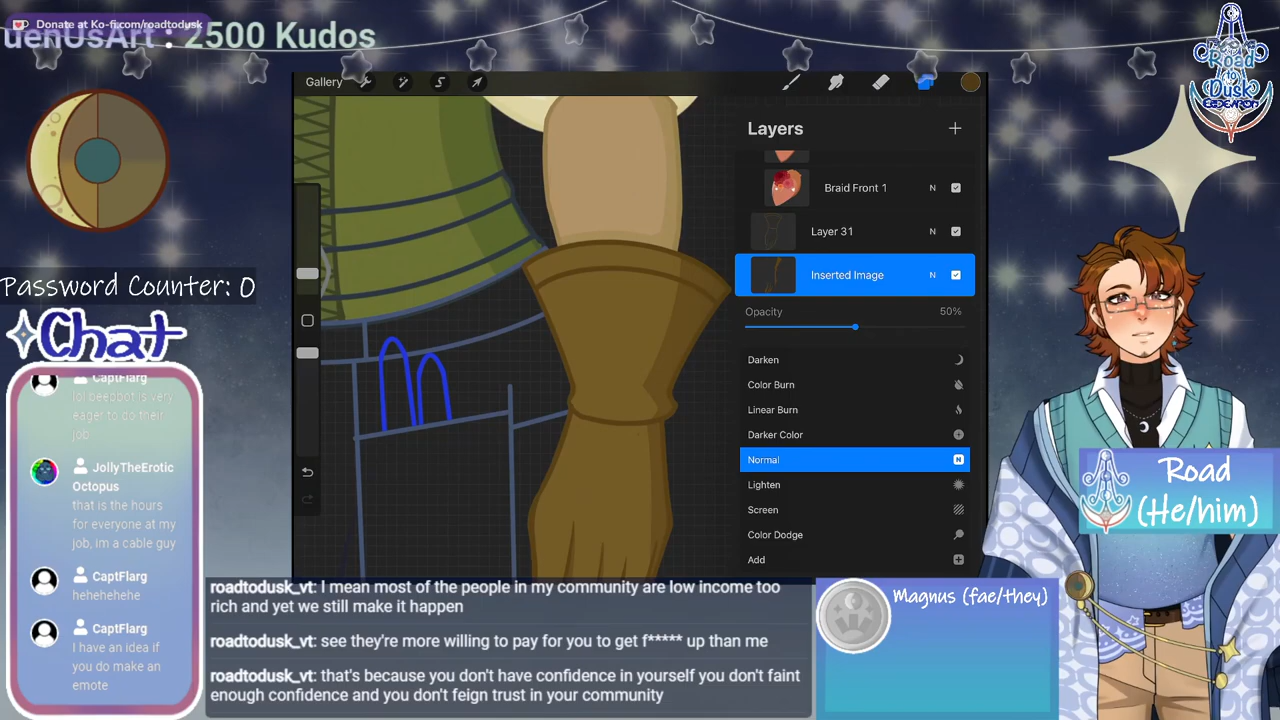 Donate at Ko-fi.com/roadtodusk
uenUsArt : 2500 Kudos
Road
to
Dusk
Gallery
Layers
Braid Front 1
N
Layer 31
N
Inserted Image
N
Opacity
50%
Darken
Color Burn
Linear Burn
Darker Color
Normal
N
Lighten
Screen
Color Dodge
Add
Password Counter: 0
Chat
CaptFlarg
lol beebbot is very
eager to do their
job.
JollyTheErotic
Octopus
that is the hours
for everyone at my
job, im a cable guy
CaptFlarg
hehehehehe
CaptFlarg
I have an idea if
you do make an
emote
roadtodusk_vt: I mean most of the people in my community are low income too
rich and yet we still make it happen
roadtodusk_vt: see they're more willing to pay for you to get f***** up than me
roadtodusk_vt: that's because you don't have confidence in yourself you don't faint
enough confidence and you don't feign trust in your community
Magnus (fae/they)
Road
(He/him)